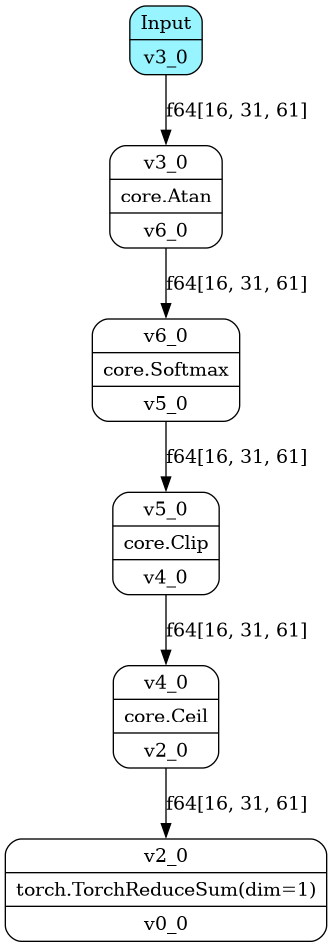 Input
v3_0
f64[16, 31, 61]
v3_0
core.Atan
v6_0
f64[16, 31, 61]
v6_0
core.Softmax
v5_0
f64[16, 31, 61]
v5_0
core.Clip
v4_0
f64[16, 31, 61]
v4_0
core.Ceil
v2_0
f64[16, 31, 61]
v2_0
torch.TorchReduceSum(dim=1)
v0_0